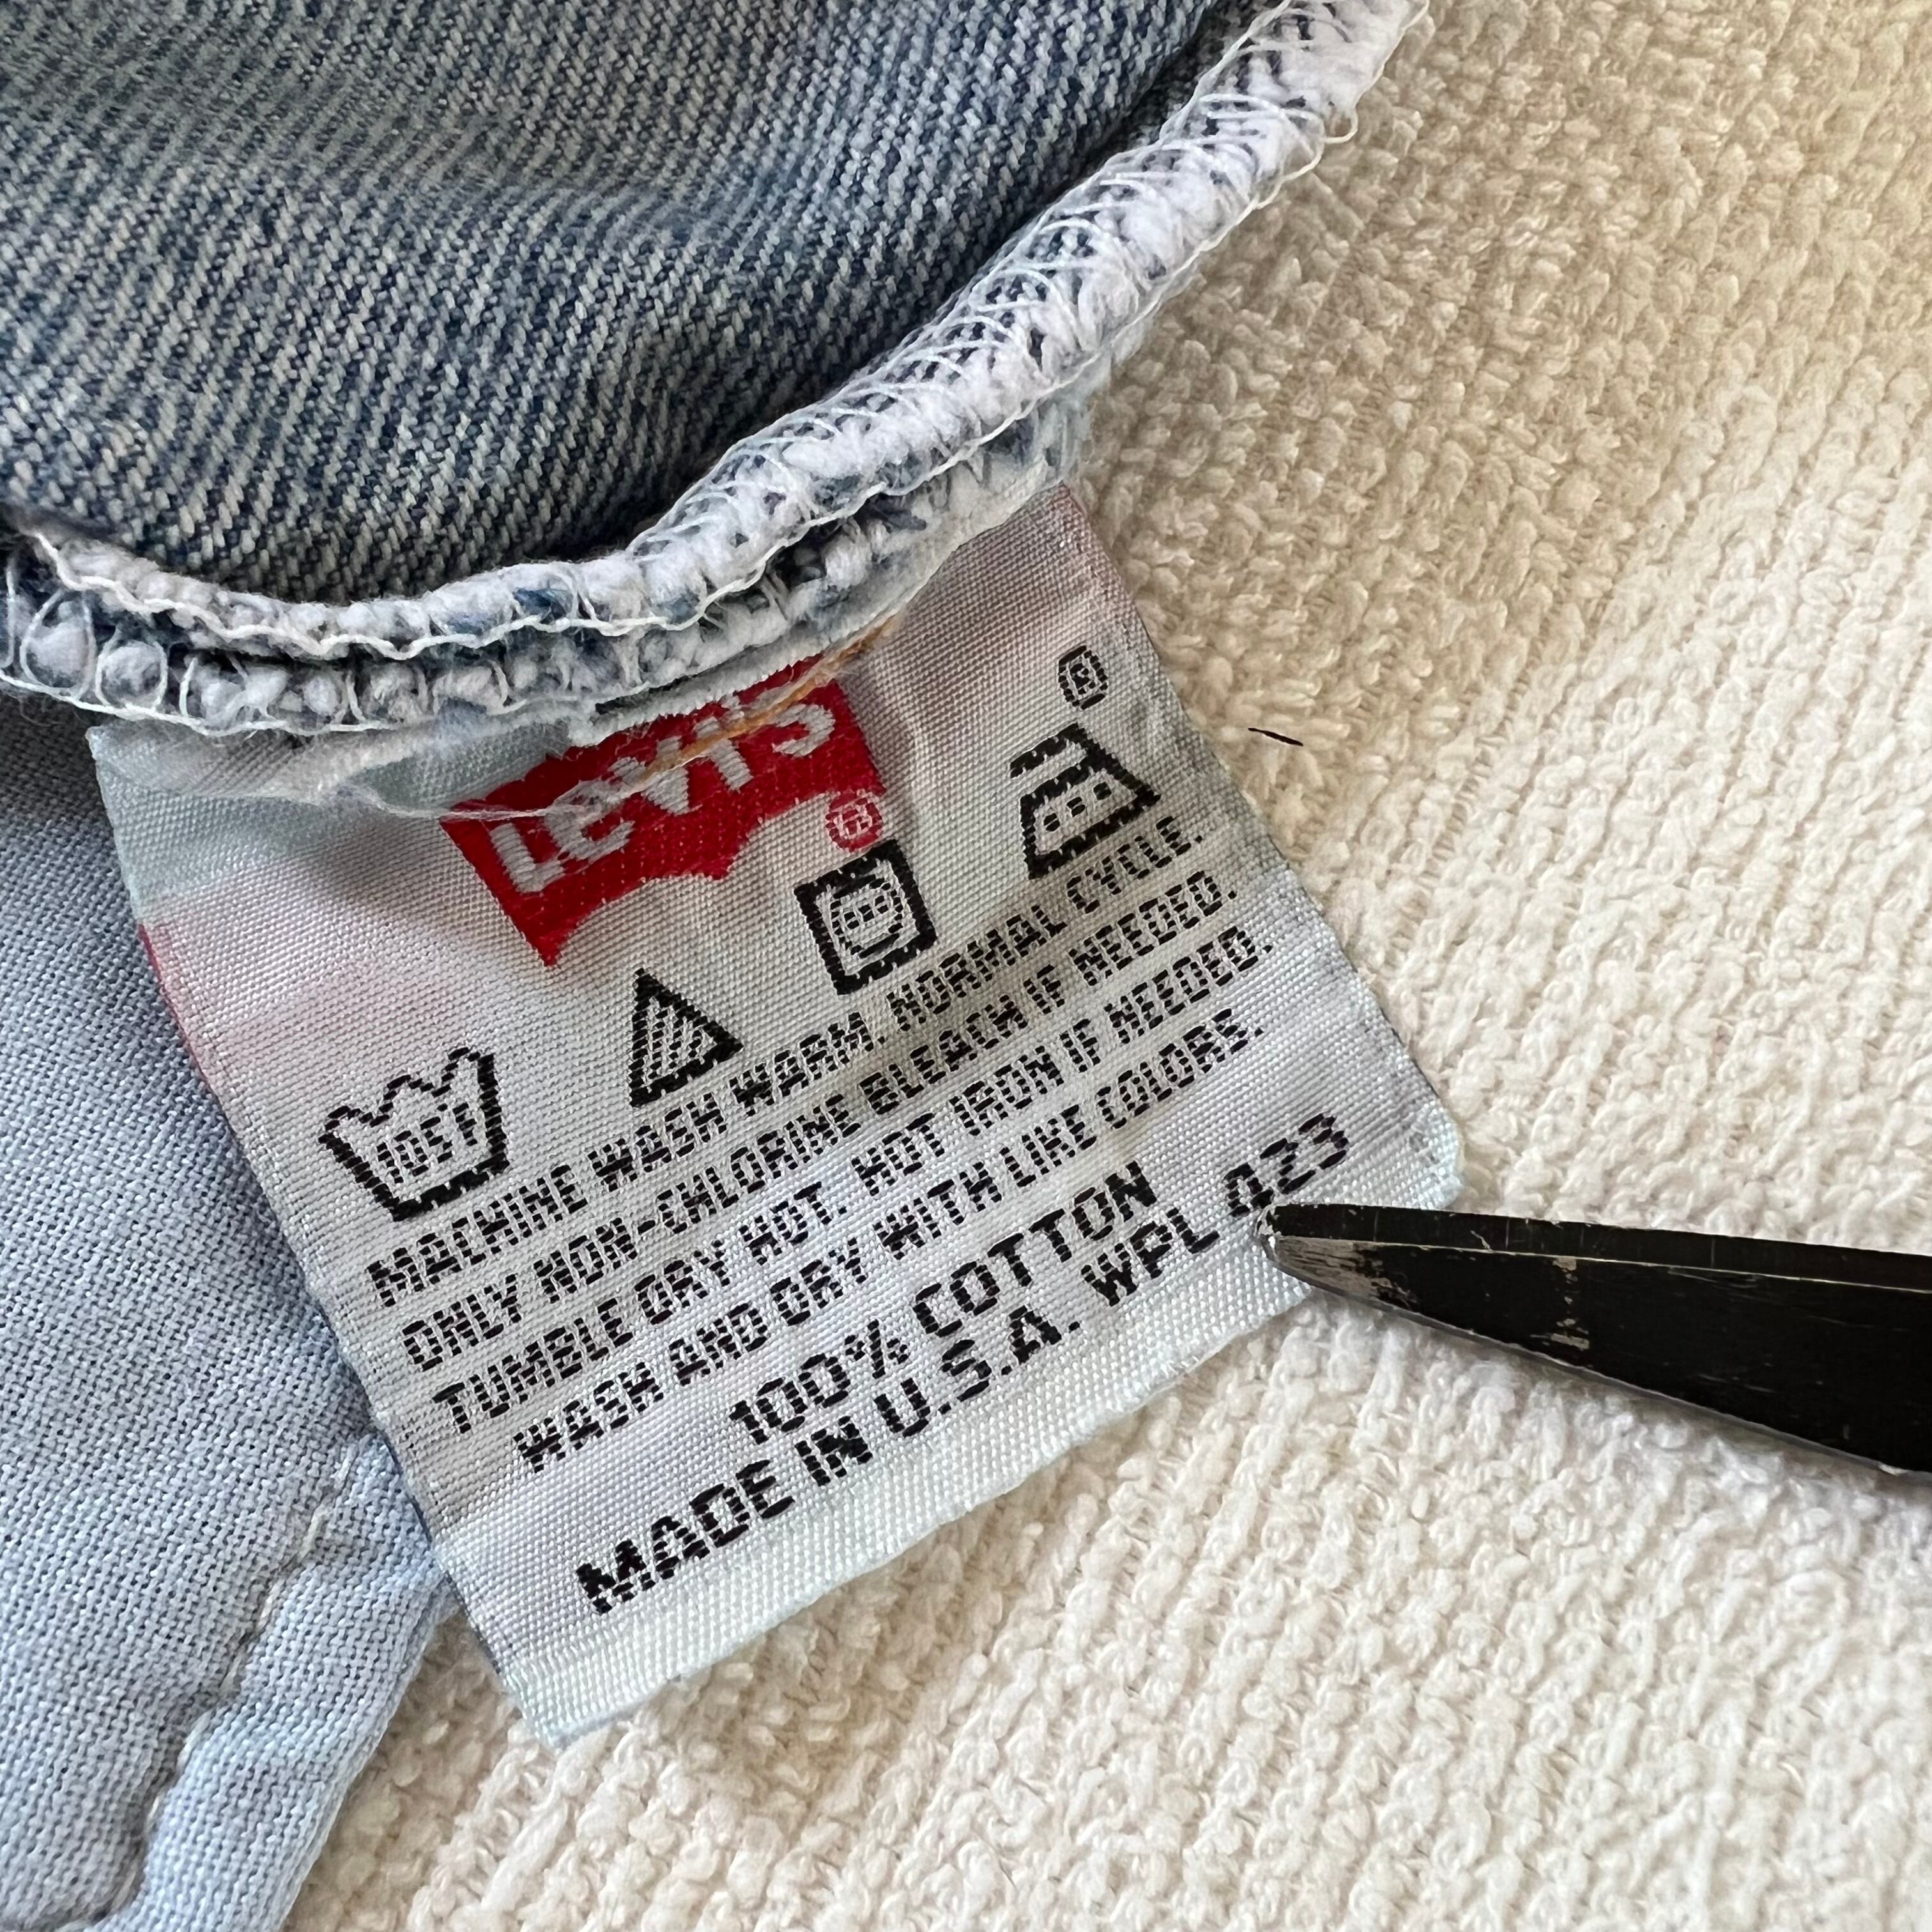 Levi's
®
®
105°F
MACHINE WASH WARM. NORMAL CYCLE.
ONLY NON-CHLORINE BLEACH IF NEEDED.
TUMBLE DRY HOT. HOT IRON IF NEEDED.
WASH AND DRY WITH LIKE COLORS.
100% COTTON
MADE IN U.S.A. WPL 423